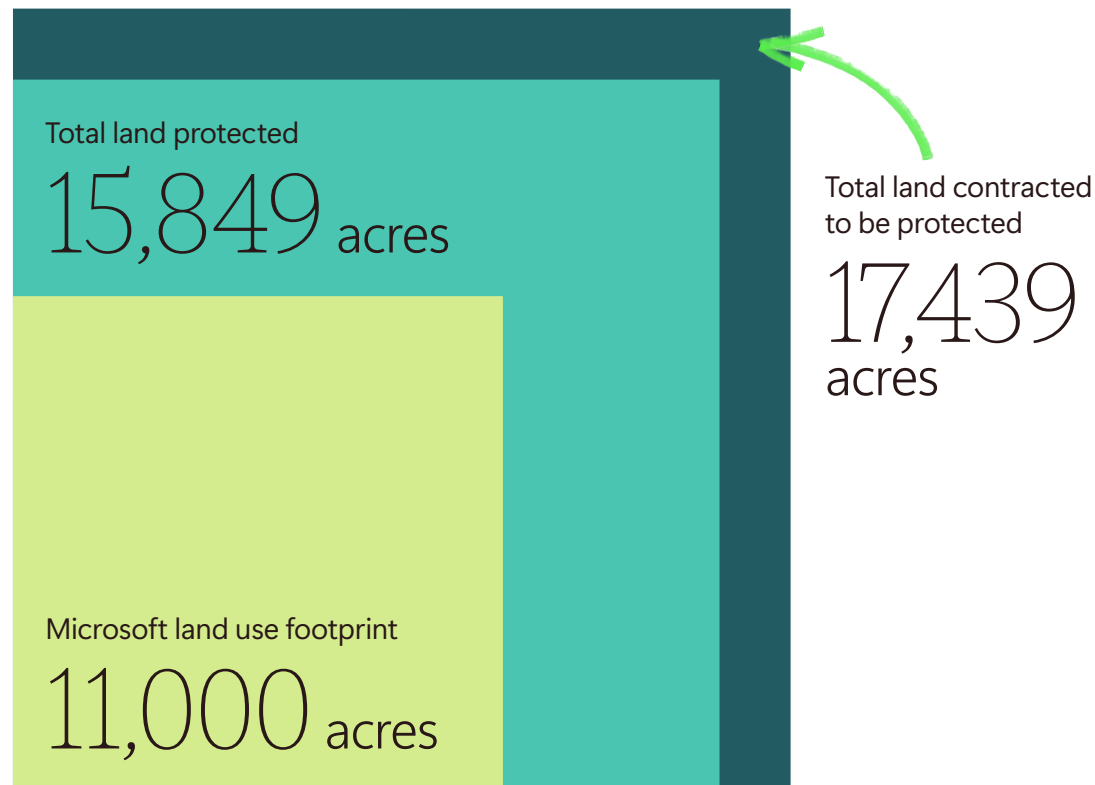 Total land protected
15,849 acres
Total land contracted
to be protected
17,439
acres
Microsoft land use footprint
11,000 acres